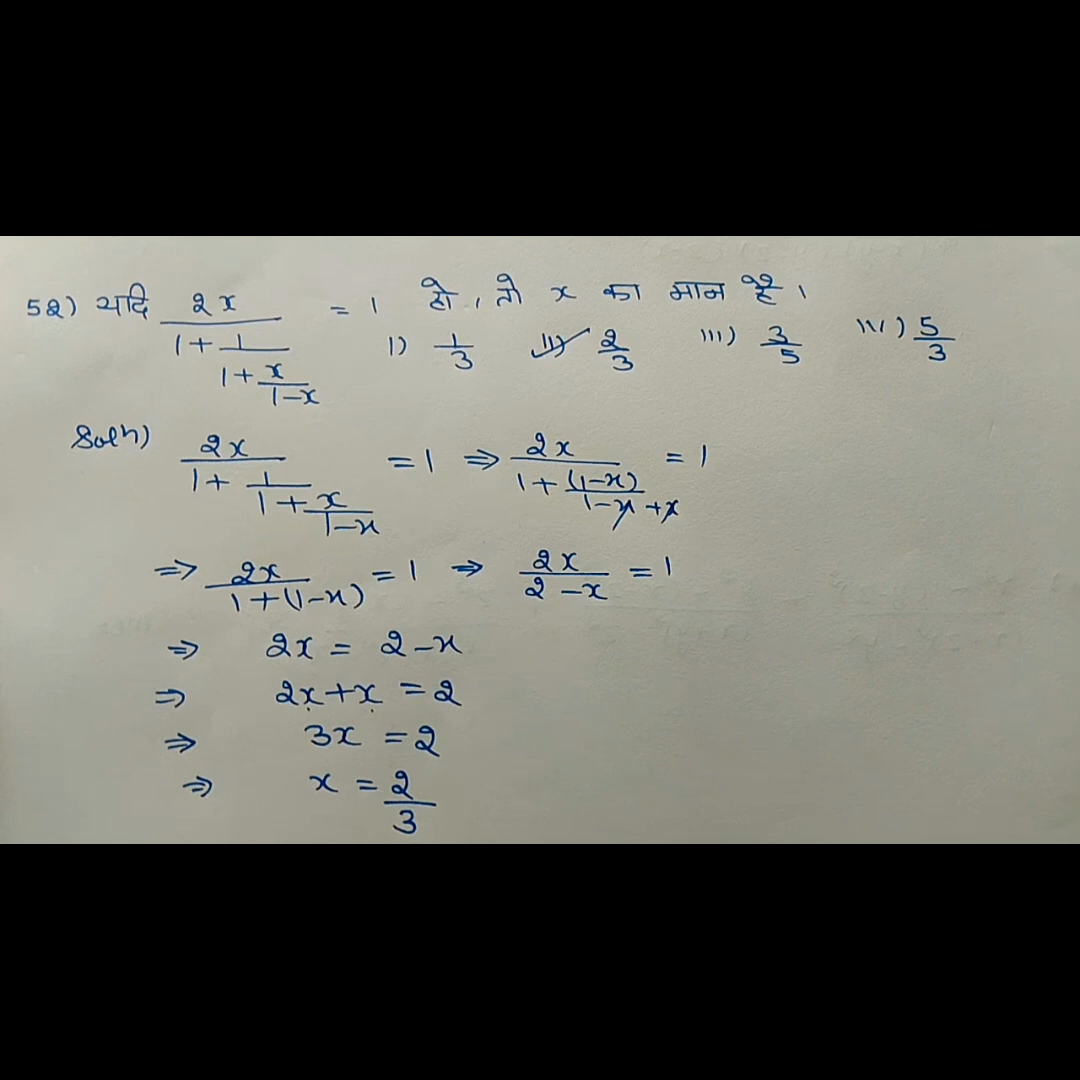 52) यदि 2x / (1 + 1 / (1 + x / (1-x))) = 1 हो, तो x का मान है।
i) 1/3 ii) 2/3 iii) 3/5 iv) 5/3
Soln) 2x / (1 + 1 / (1 + x / (1-x))) = 1 ⇒ 2x / (1 + (1-x) / (1-x+x)) = 1
⇒ 2x / (1+(1-x)) = 1 ⇒ 2x / (2-x) = 1
⇒ 2x = 2-x
⇒ 2x+x = 2
⇒ 3x = 2
⇒ x = 2/3